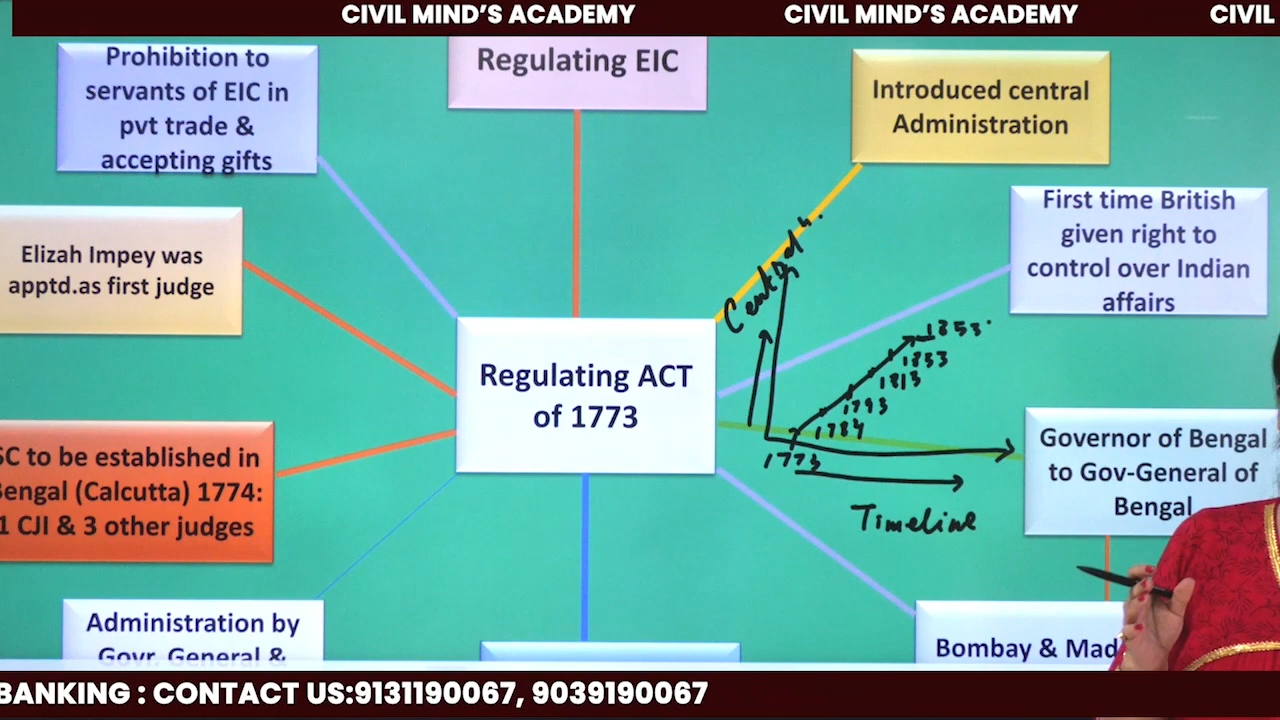 CIVIL MIND'S ACADEMY CIVIL MIND'S ACADEMY CIVIL
Prohibition to
servants of EIC in
pvt trade &
accepting gifts
Regulating EIC
Introduced central
Administration
First time British
given right to
control over Indian
affairs
Elizah Impey was
apptd.as first judge
Regulating ACT
of 1773
1853
1853
1813
1793
1784
1773
Timeline
Governor of Bengal
to Gov-General of
Bengal
SC to be established in
Bengal (Calcutta) 1774:
1 CJI & 3 other judges
Administration by
Govr. General &
Bombay & Mad
BANKING : CONTACT US:9131190067, 9039190067